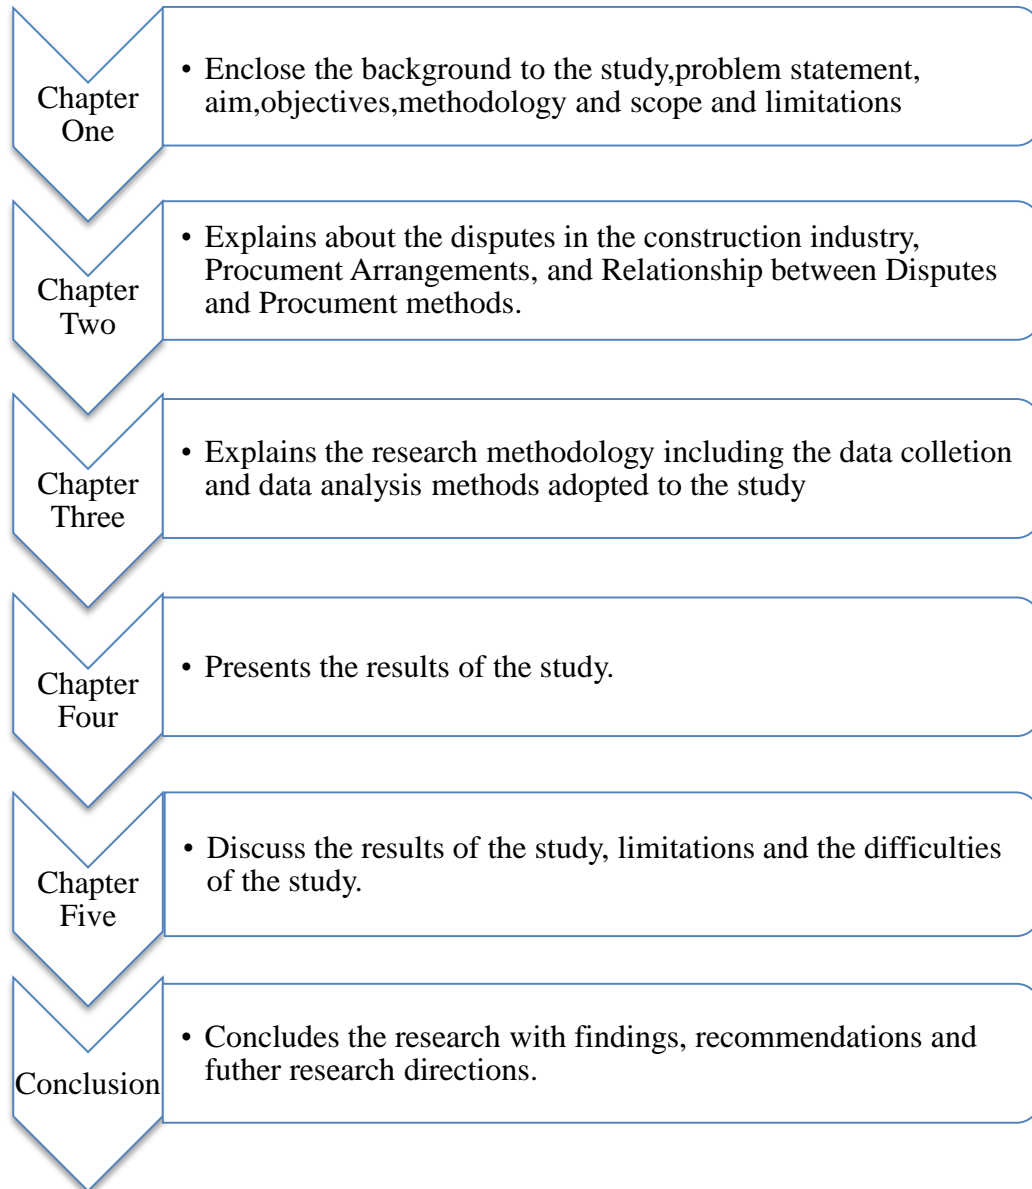 Chapter
One
• Enclose the background to the study,problem statement,
aim,objectives,methodology and scope and limitations
Chapter
Two
• Explains about the disputes in the construction industry,
Procument Arrangements, and Relationship between Disputes
and Procument methods.
Chapter
Three
• Explains the research methodology including the data colletion
and data analysis methods adopted to the study
Chapter
Four
• Presents the results of the study.
Chapter
Five
• Discuss the results of the study, limitations and the difficulties
of the study.
Conclusion
• Concludes the research with findings, recommendations and
futher research directions.